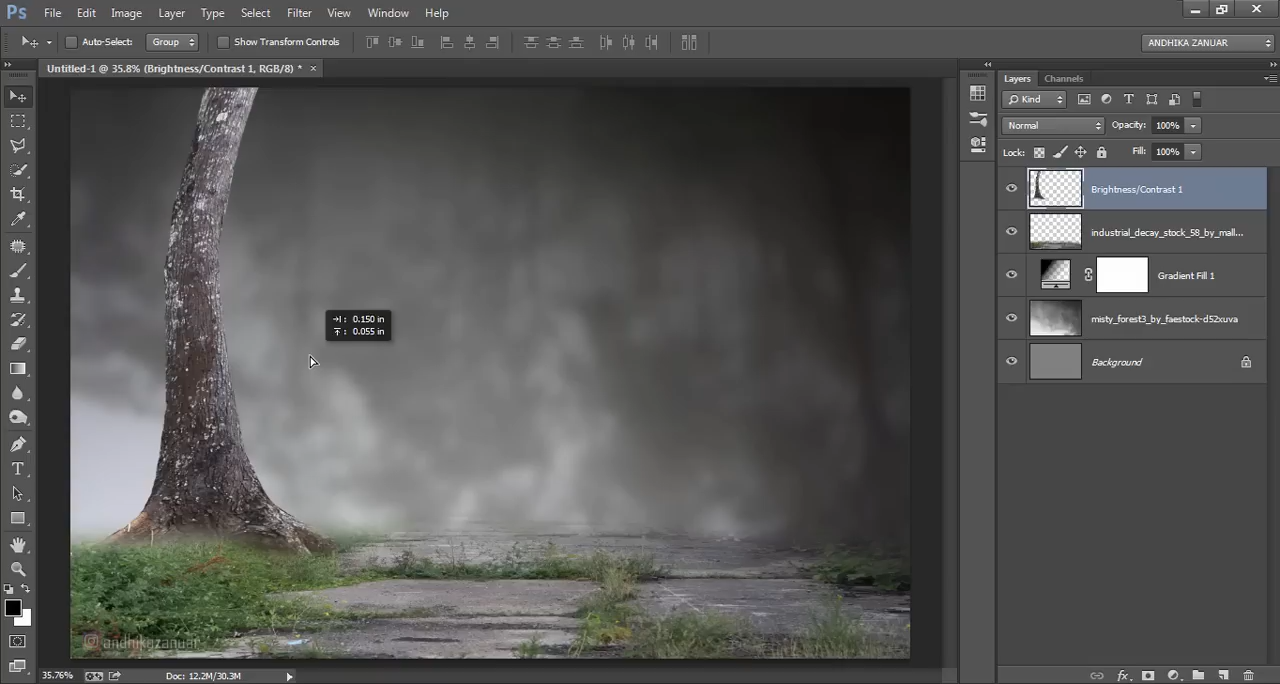 Ps File Edit Image Layer Type Select Filter View Window Help
Auto-Select: Group Show Transform Controls ANDHIKA ZANUAR
Untitled-1 @ 35.8% (Brightness/Contrast 1, RGB/8) * ×
Layers Channels
Kind T
Normal Opacity: 100%
Lock: Fill: 100%
Brightness/Contrast 1
industrial_decay_stock_58_by_mall...
Gradient Fill 1
misty_forest3_by_faestock-d52xuva
Background
0.150 in
0.055 in
T
andhikazanuar
35.76% Doc: 12.2M/30.3M
fx